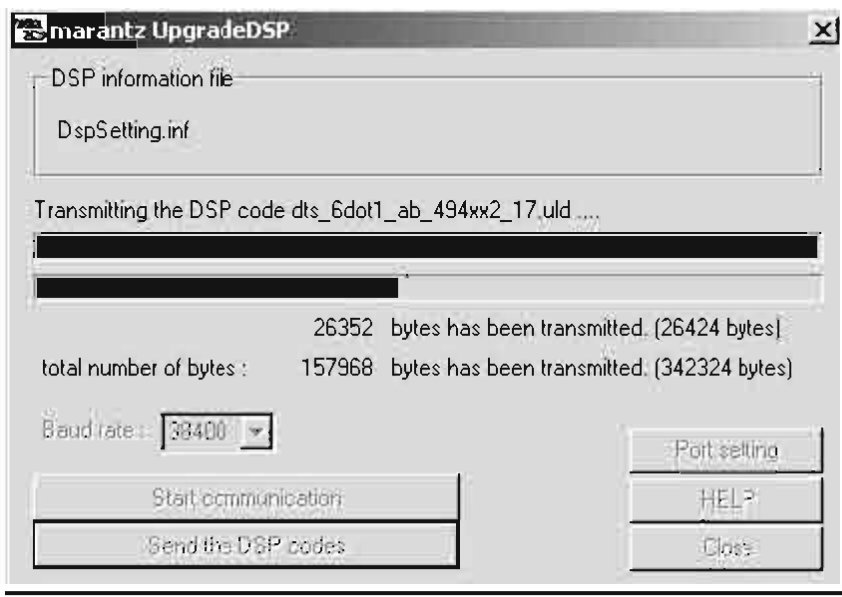 marantz UpgradeDSP
DSP information file
DspSetting.inf
Transmitting the DSP code dts_6dot1_ab_494xx2_17.uld ....
26352 bytes has been transmitted. (26424 bytes)
total number of bytes : 157968 bytes has been transmitted. (342324 bytes)
Baud rate : 38400
Port setting
Start communication
HELP
Send the DSP codes
Close